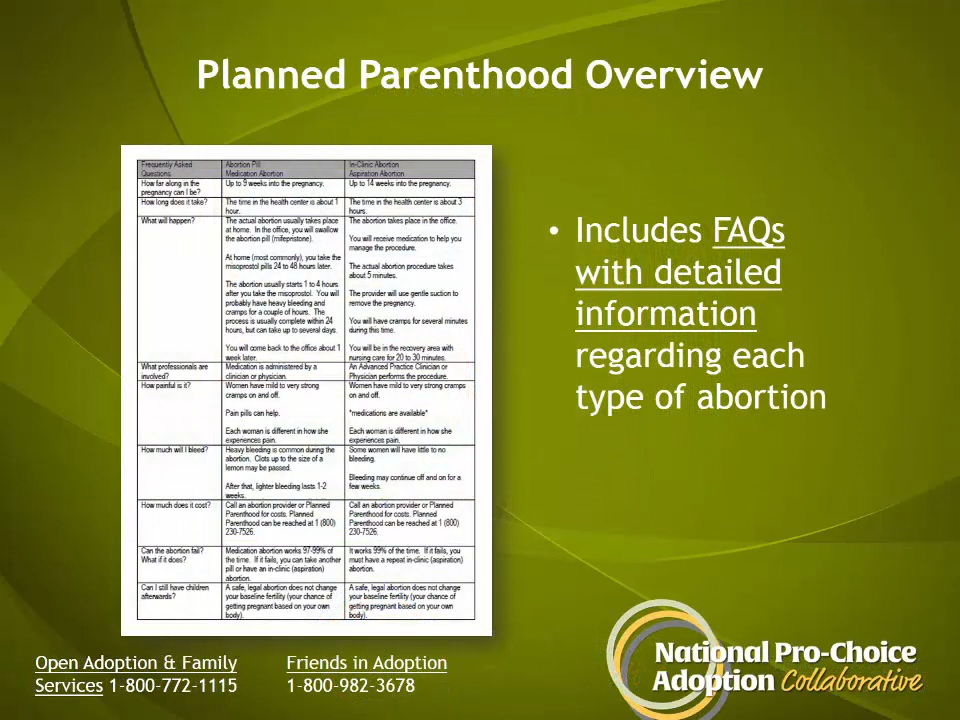 Planned Parenthood Overview
Frequently Asked
Questions
Abortion Pill
Medication Abortion
In-Clinic Abortion
Aspiration Abortion
How far along in the
pregnancy can I be?
Up to 9 weeks into the pregnancy.
Up to 14 weeks into the pregnancy.
How long does it take?
The time in the health center is about 1
hour.
The time in the health center is about 3
hours.
What will happen?
The actual abortion usually takes place
at home. In the office, you will swallow
the abortion pill (mifepristone).
At home (most commonly), you take the
misoprostol pills 24 to 48 hours later.
The abortion usually starts 1 to 4 hours
after you take the misoprostol. You will
probably have heavy bleeding and
cramps for a couple of hours. The
process is usually complete within 24
hours, but can take up to several days.
You will come back to the office about 1
week later.
The abortion takes place in the office.
You will receive medication to help you
manage the procedure.
The actual abortion procedure takes
about 5 minutes.
The provider will use gentle suction to
remove the pregnancy.
You will have cramps for several minutes
during this time.
You will be in the recovery area with
nursing care for 20 to 30 minutes.
What professionals are
involved?
Medication is administered by a
clinician or physician.
An Advanced Practice Clinician or
Physician performs the procedure.
How painful is it?
Women have mild to very strong
cramps on and off.
Pain pills can help.
Each woman is different in how she
experiences pain.
Women have mild to very strong cramps
on and off.
*medications are available*
Each woman is different in how she
experiences pain.
How much will I bleed?
Heavy bleeding is common during the
abortion. Clots up to the size of a
lemon may be passed.
After that, lighter bleeding lasts 1-2
weeks.
Some women will have little to no
bleeding.
Bleeding may continue off and on for a
few weeks.
How much does it cost?
Call an abortion provider or Planned
Parenthood for costs. Planned
Parenthood can be reached at 1 (800)
230-7526.
Call an abortion provider or Planned
Parenthood for costs. Planned
Parenthood can be reached at 1 (800)
230-7526.
Can the abortion fail?
What if it does?
Medication abortion works 97-99% of
the time. If it fails, you can take another
pill or have an in-clinic (aspiration)
abortion.
It works 99% of the time. If it fails, you
must have a repeat in-clinic (aspiration)
abortion.
Can I still have children
afterwards?
A safe, legal abortion does not change
your baseline fertility (your chance of
getting pregnant based on your own
body).
A safe, legal abortion does not change
your baseline fertility (your chance of
getting pregnant based on your own
body).
• Includes FAQs
with detailed
information
regarding each
type of abortion
Open Adoption & Family
Services 1-800-772-1115
Friends in Adoption
1-800-982-3678
National Pro-Choice
Adoption Collaborative